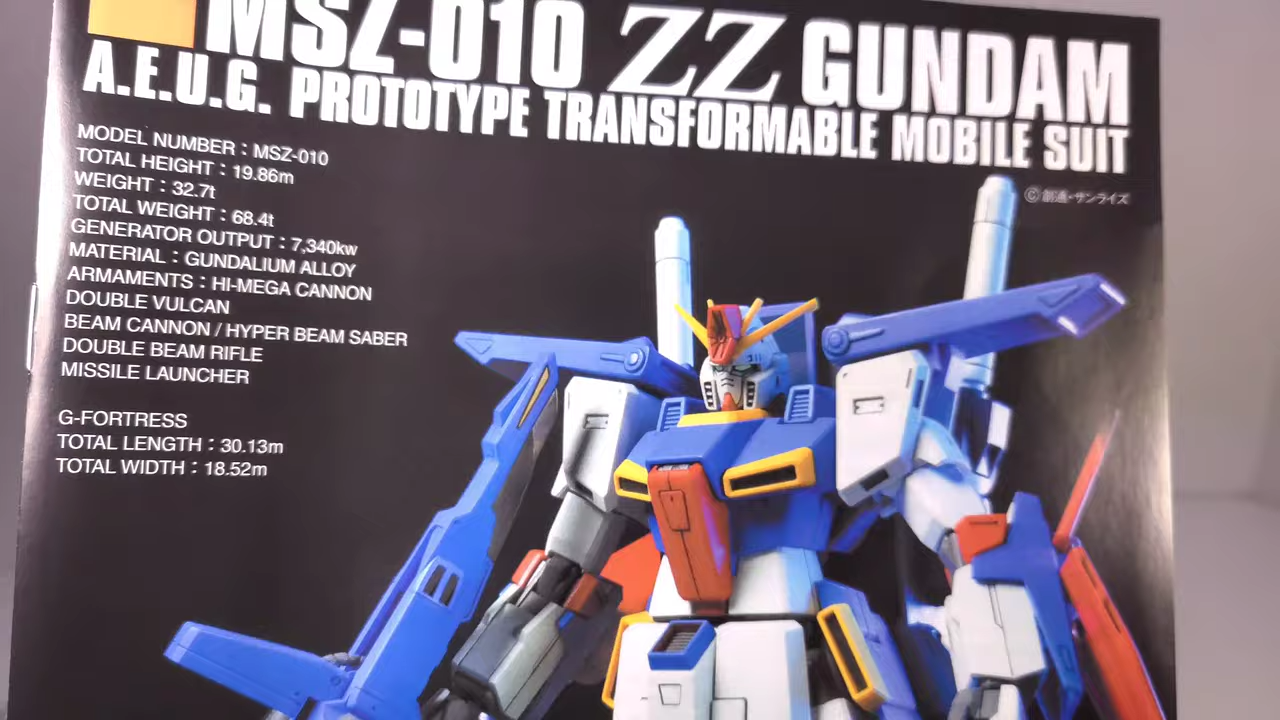 MSZ-010 ZZ GUNDAM
A.E.U.G. PROTOTYPE TRANSFORMABLE MOBILE SUIT
©創通・サンライズ
MODEL NUMBER：MSZ-010
TOTAL HEIGHT：19.86m
WEIGHT：32.7t
TOTAL WEIGHT：68.4t
GENERATOR OUTPUT：7,340kw
MATERIAL：GUNDALIUM ALLOY
ARMAMENTS：HI-MEGA CANNON
DOUBLE VULCAN
BEAM CANNON / HYPER BEAM SABER
DOUBLE BEAM RIFLE
MISSILE LAUNCHER
G-FORTRESS
TOTAL LENGTH：30.13m
TOTAL WIDTH：18.52m